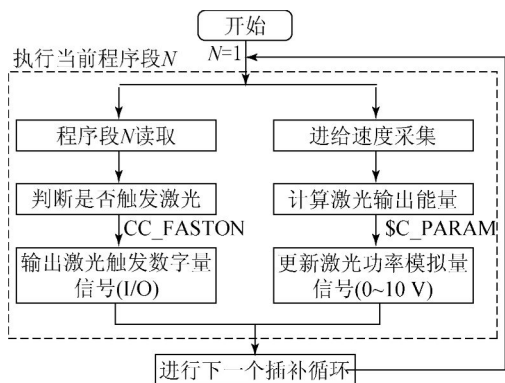 开始
N=1
执行当前程序段N
程序段N读取
进给速度采集
判断是否触发激光
计算激光输出能量
CC_FASTON
$C_PARAM
输出激光触发数字量
信号(I/O)
更新激光功率模拟量
信号(0~10 V)
进行下一个插补循环